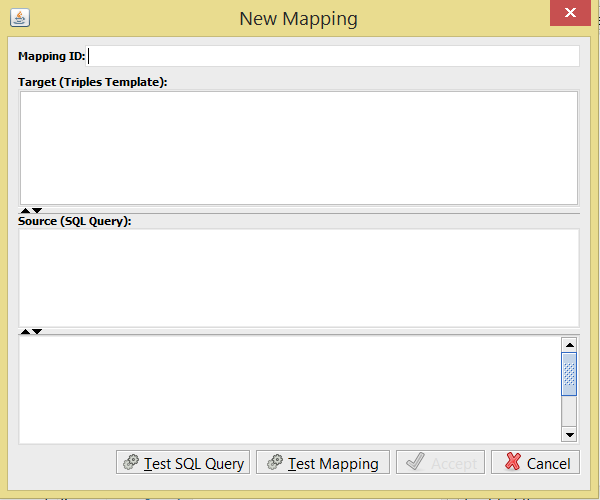 New Mapping
Mapping ID:
Target (Triples Template):
Source (SQL Query):
Test SQL Query Test Mapping Accept Cancel